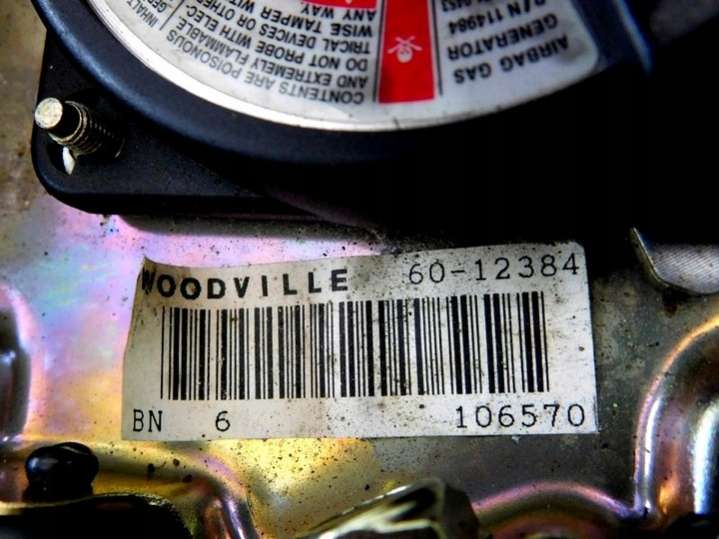 AIRBAG GAS
GENERATOR
P/N 114984
CONTENTS ARE POISONOUS
AND EXTREMELY FLAMMABLE
DO NOT PROBE WITH ELEC-
TRICAL DEVICES OR OTHER-
WISE TAMPER WITH
ANY WAY.
WOODVILLE 60-12384
BN 6 106570